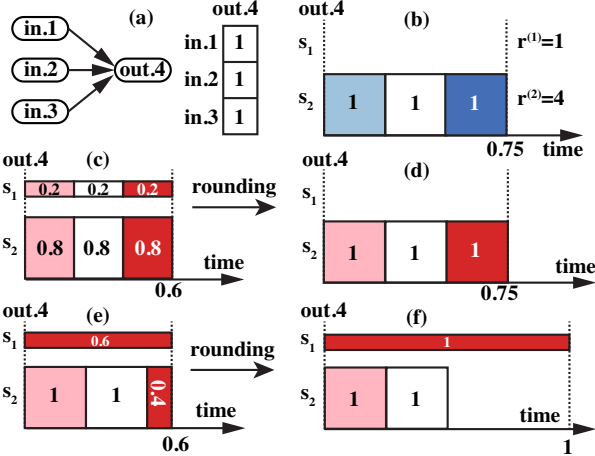 (a)
in.1
in.2
in.3
out.4
out.4
in.1 1
in.2 1
in.3 1
out.4 (b)
s1 r(1)=1
s2 1 1 1 r(2)=4
0.75 time
out.4 (c)
s1 0.2 0.2 0.2
rounding
s2 0.8 0.8 0.8
time
0.6
out.4 (d)
s1
s2 1 1 1
time
0.75
out.4 (e)
s1 0.6
rounding
s2 1 1 0.4
time
0.6
out.4 (f)
s1 1
s2 1 1
time
1